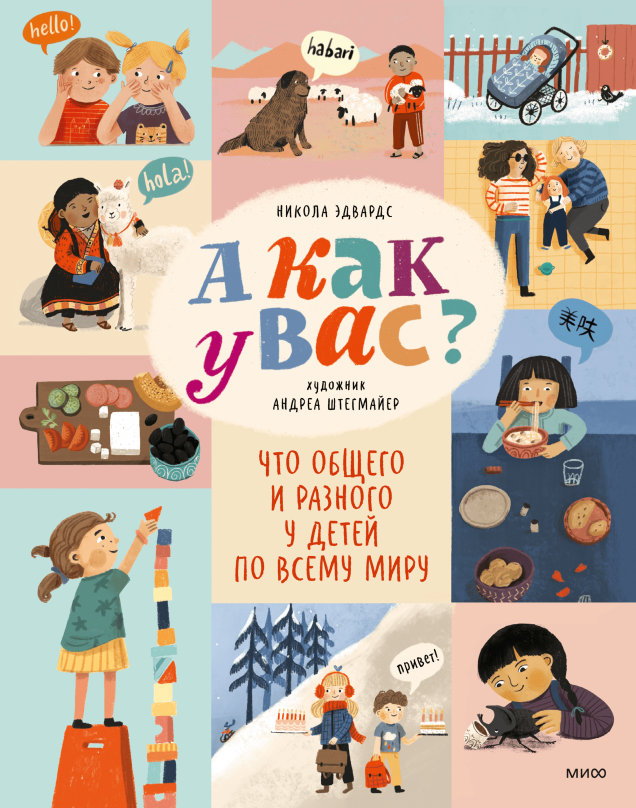 hello!
habari
hola!
НИКОЛА ЭДВАРДС
А как
у вас?
художник
АНДРЕА ШТЕГМАЙЕР
美味
ЧТО ОБЩЕГО
И РАЗНОГО
У ДЕТЕЙ
ПО ВСЕМУ МИРУ
привет!
МИФ